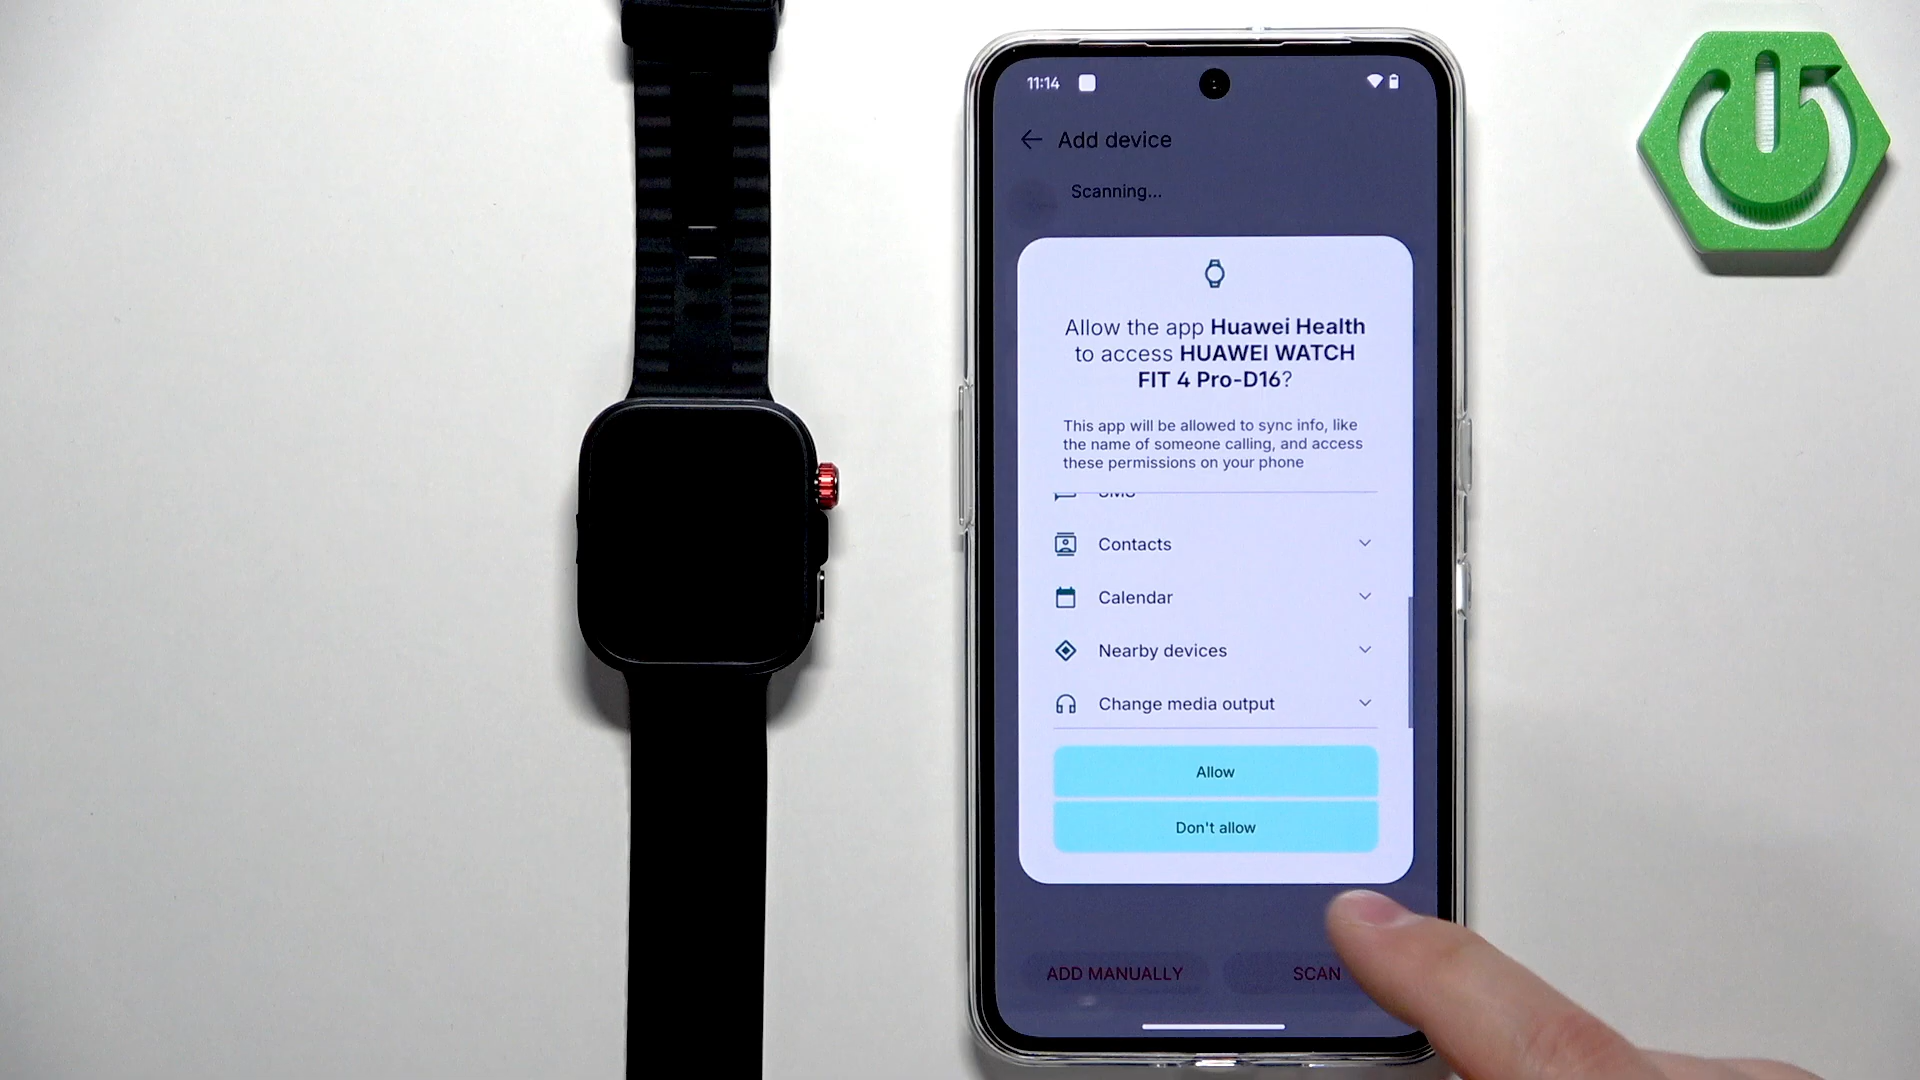 11:14
Add device
Scanning...
Allow the app Huawei Health
to access HUAWEI WATCH
FIT 4 Pro-D16?
This app will be allowed to sync info, like
the name of someone calling, and access
these permissions on your phone
SMS
Contacts
Calendar
Nearby devices
Change media output
Allow
Don't allow
ADD MANUALLY
SCAN